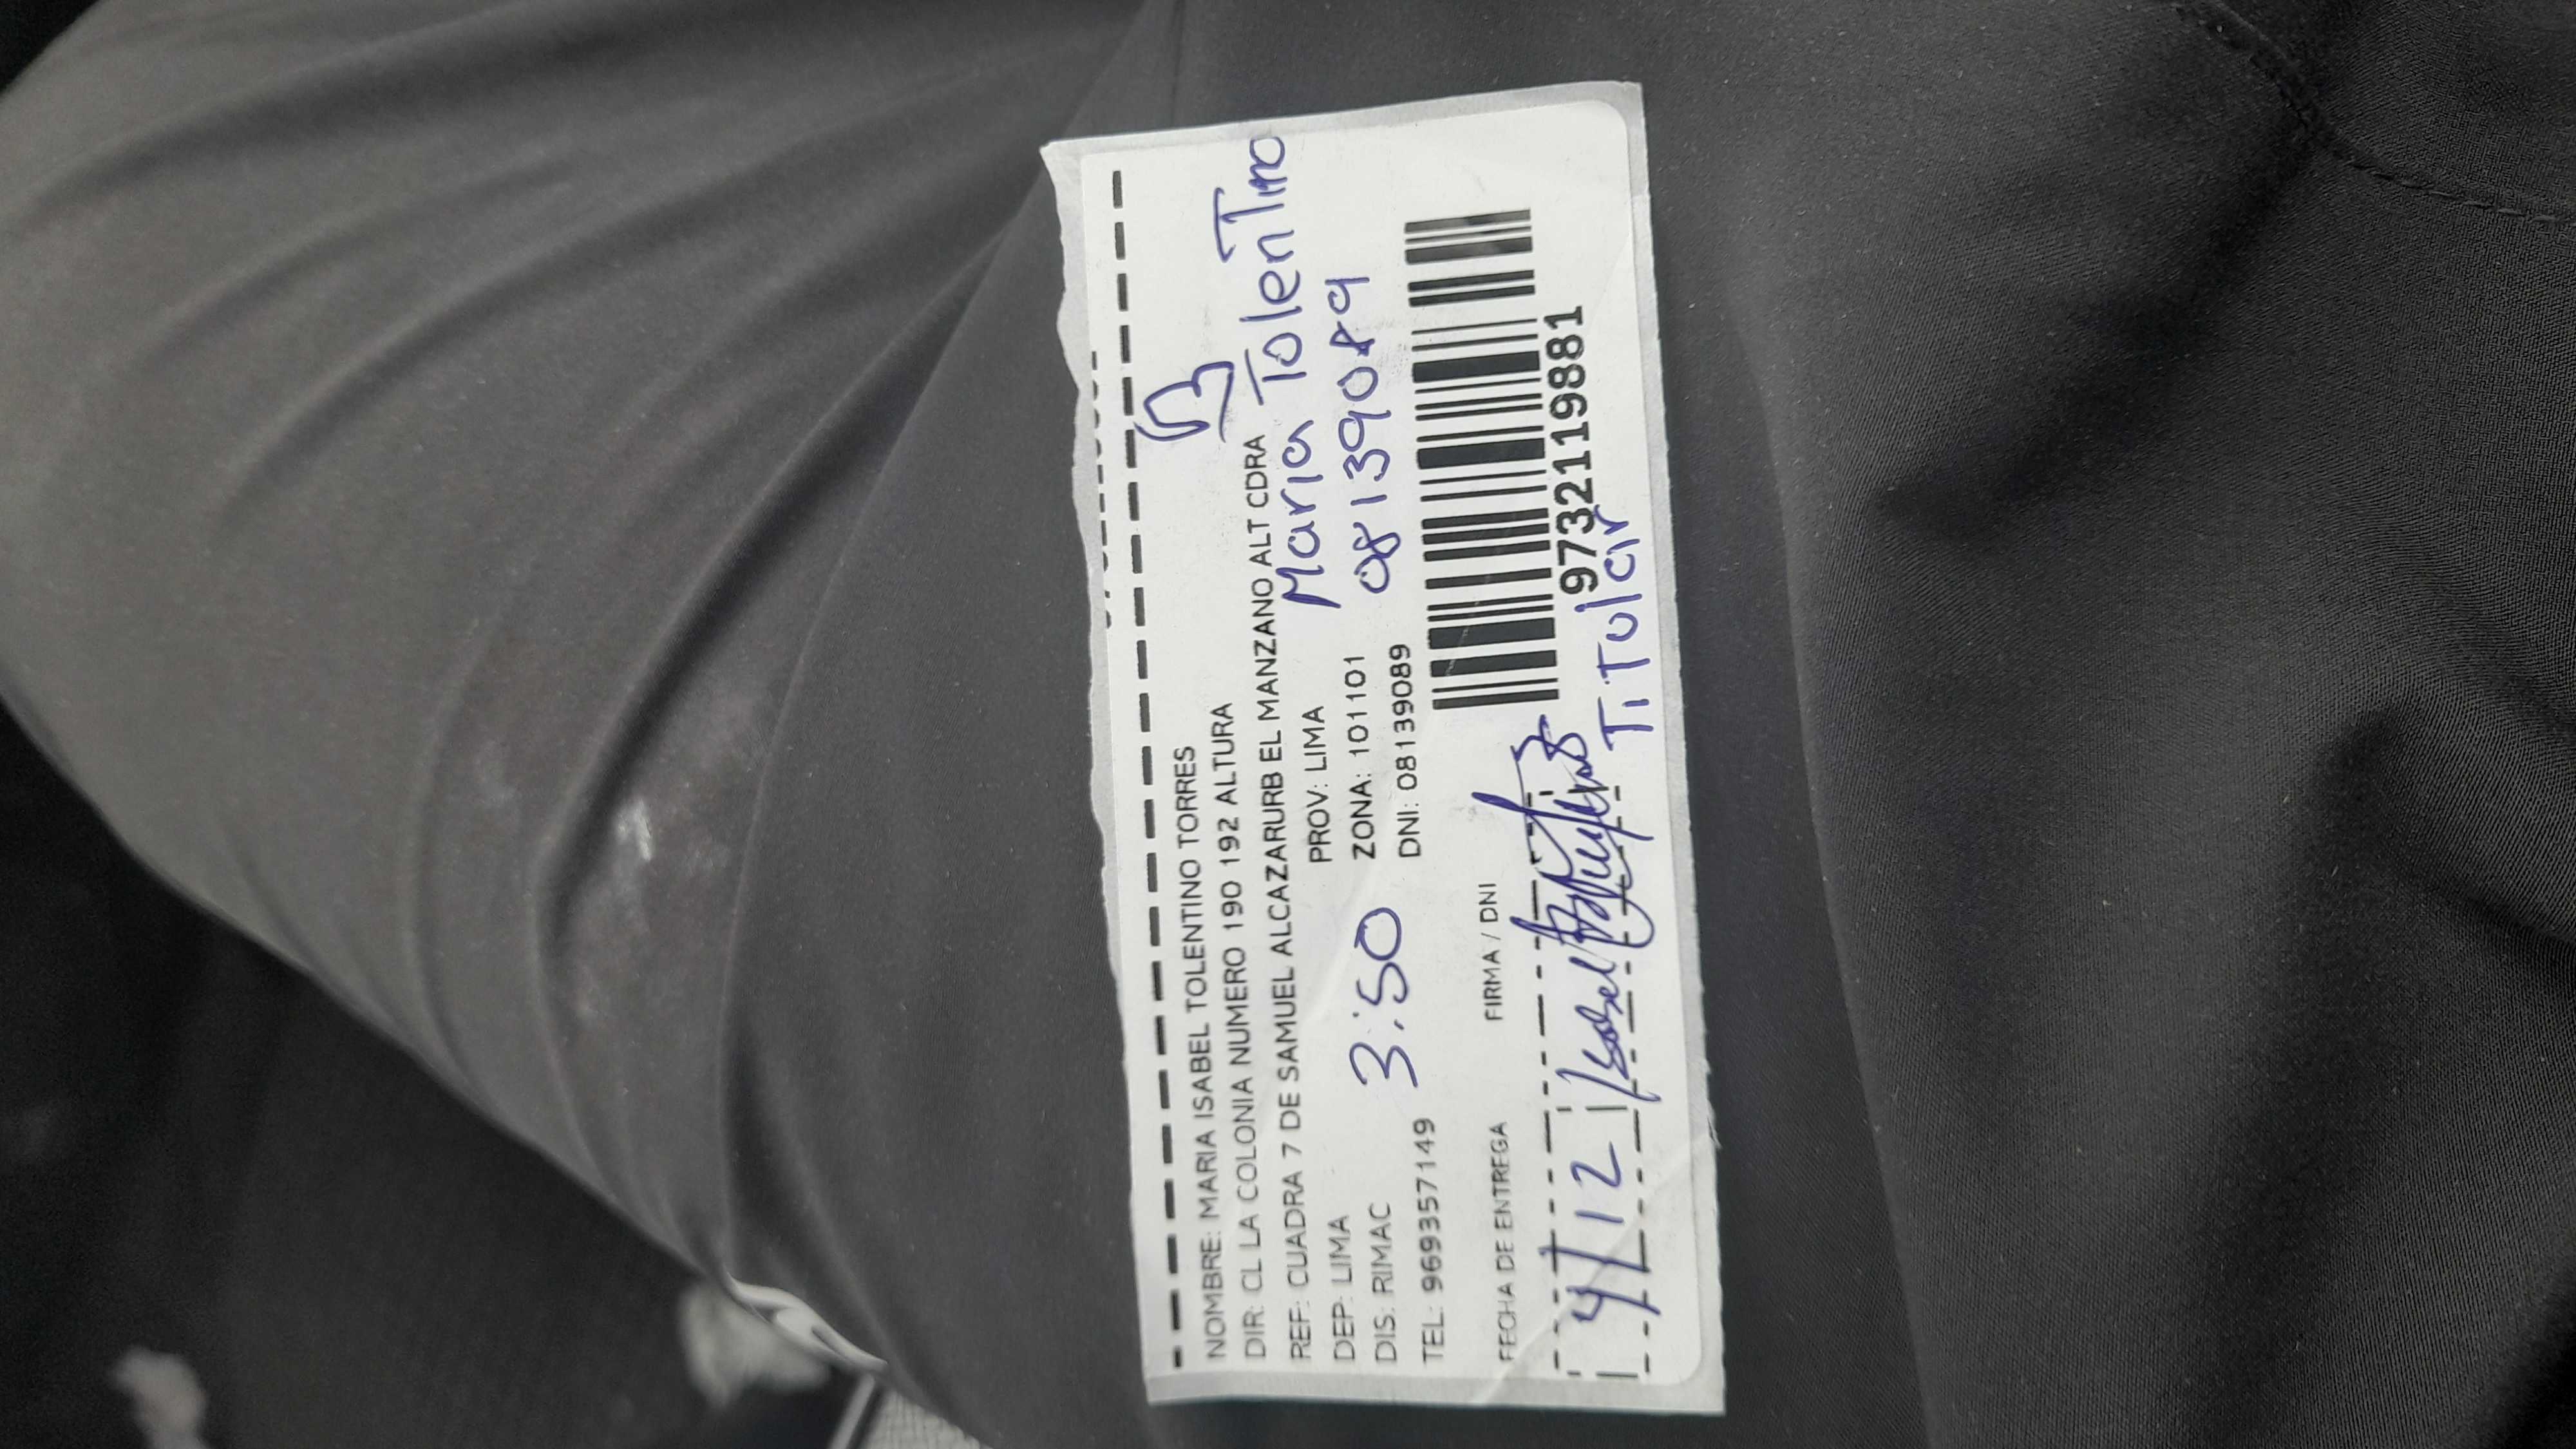 NOMBRE: MARIA ISABEL TOLENTINO TORRES
DIR: CL LA COLONIA NUMERO 190 192 ALTURA
REF: CUADRA 7 DE SAMUEL ALCAZARURB EL MANZANO ALT CDRA
DEP: LIMA PROV: LIMA
Maria Tolentino
DIS: RIMAC ZONA: 101101
3:50
08139089
TEL: 969357149 DNI: 08139089
FECHA DE ENTREGA FIRMA / DNI
9732119881
4/12 Isabel
Titular